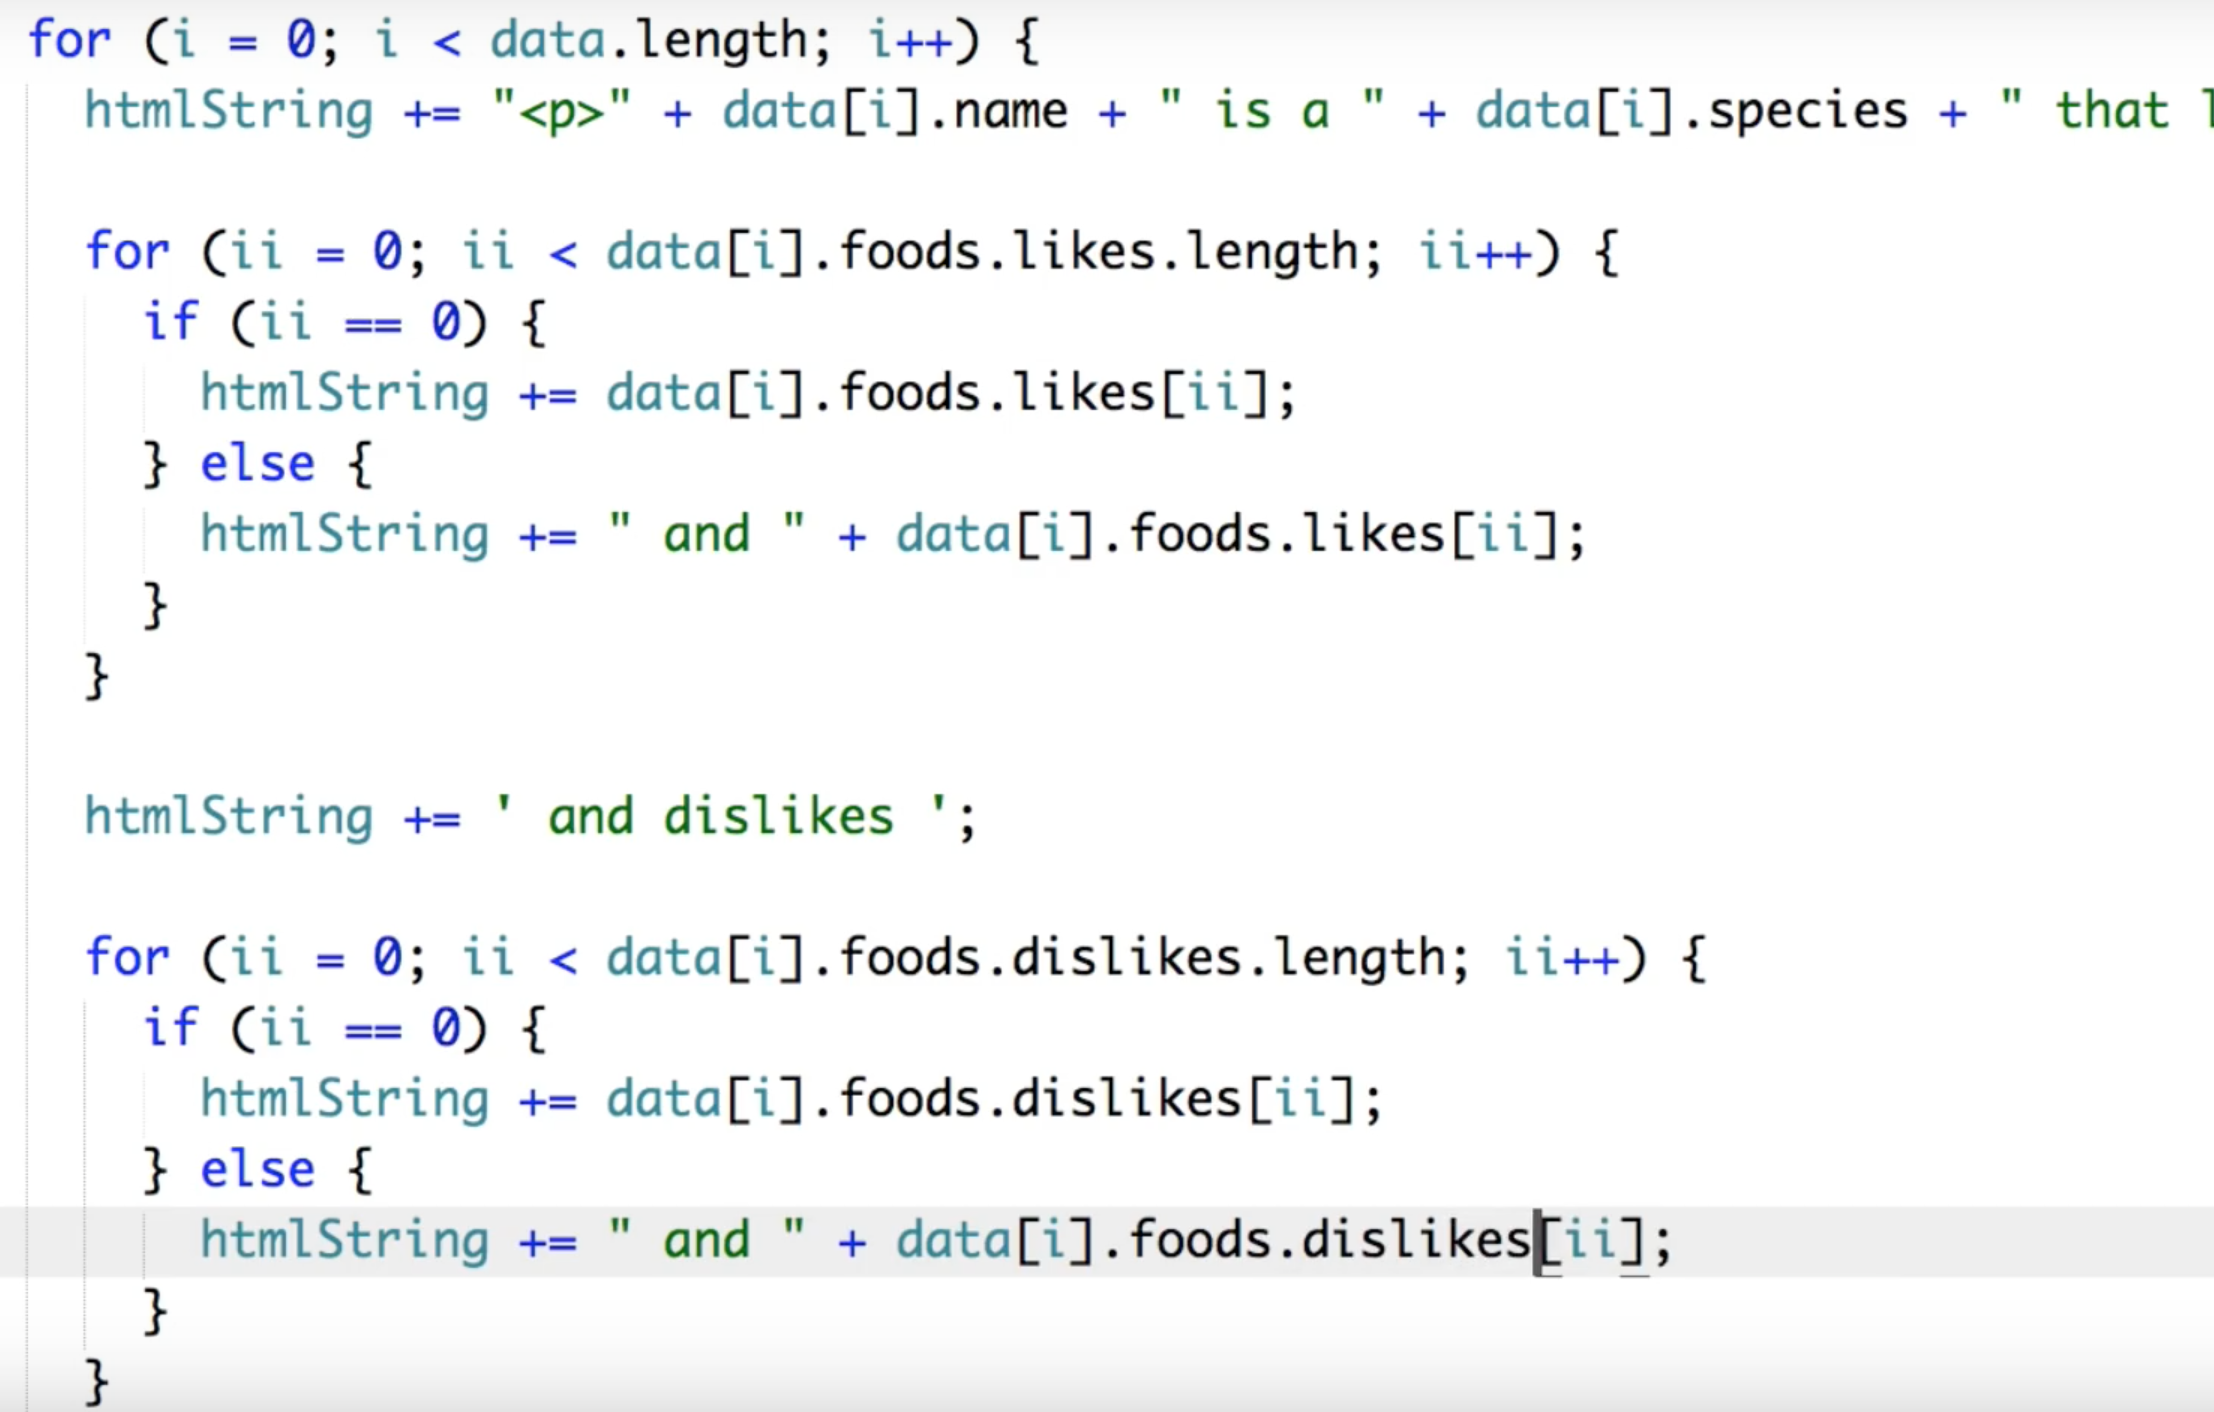 for (i = 0; i < data.length; i++) {
htmlString += "<p>" + data[i].name + " is a " + data[i].species + " that
for (ii = 0; ii < data[i].foods.likes.length; ii++) {
if (ii == 0) {
htmlString += data[i].foods.likes[ii];
} else {
htmlString += " and " + data[i].foods.likes[ii];
}
}
htmlString += ' and dislikes ';
for (ii = 0; ii < data[i].foods.dislikes.length; ii++) {
if (ii == 0) {
htmlString += data[i].foods.dislikes[ii];
} else {
htmlString += " and " + data[i].foods.dislikes[ii];
}
}